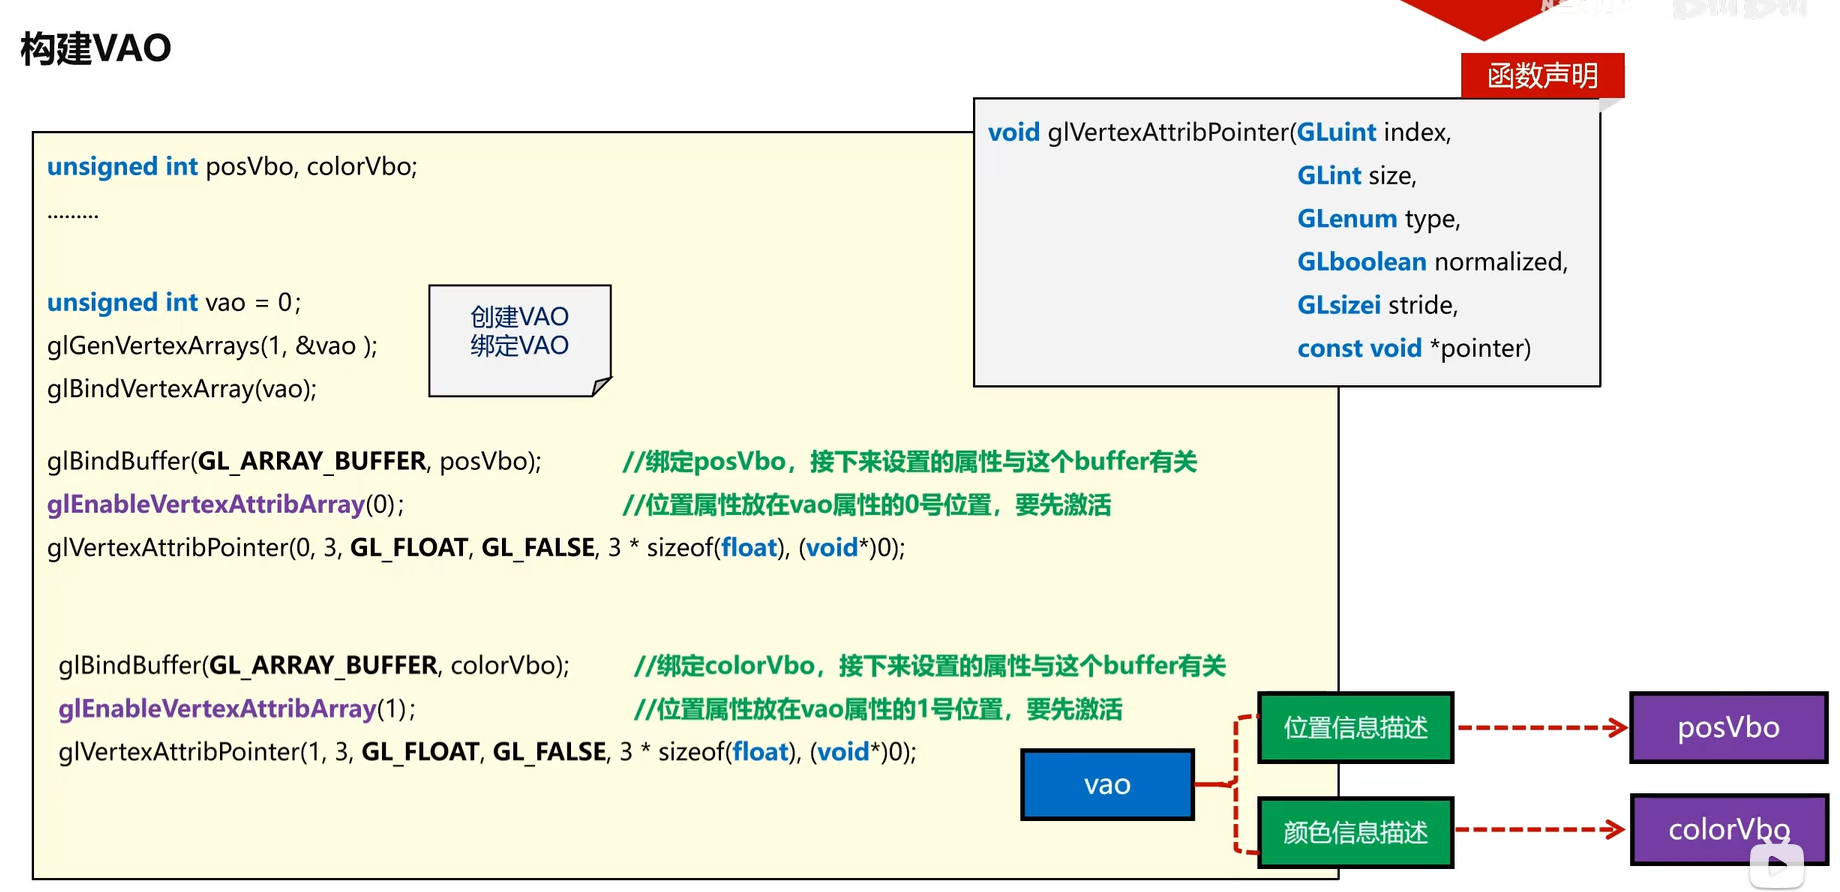 构建VAO
函数声明
void glVertexAttribPointer(GLuint index,
GLint size,
GLenum type,
GLboolean normalized,
GLsizei stride,
const void *pointer)
unsigned int posVbo, colorVbo;
.........
unsigned int vao = 0;
glGenVertexArrays(1, &vao );
glBindVertexArray(vao);
创建VAO
绑定VAO
glBindBuffer(GL_ARRAY_BUFFER, posVbo); //绑定posVbo，接下来设置的属性与这个buffer有关
glEnableVertexAttribArray(0); //位置属性放在vao属性的0号位置，要先激活
glVertexAttribPointer(0, 3, GL_FLOAT, GL_FALSE, 3 * sizeof(float), (void*)0);
glBindBuffer(GL_ARRAY_BUFFER, colorVbo); //绑定colorVbo，接下来设置的属性与这个buffer有关
glEnableVertexAttribArray(1); //位置属性放在vao属性的1号位置，要先激活
glVertexAttribPointer(1, 3, GL_FLOAT, GL_FALSE, 3 * sizeof(float), (void*)0);
vao
位置信息描述
posVbo
颜色信息描述
colorVbo